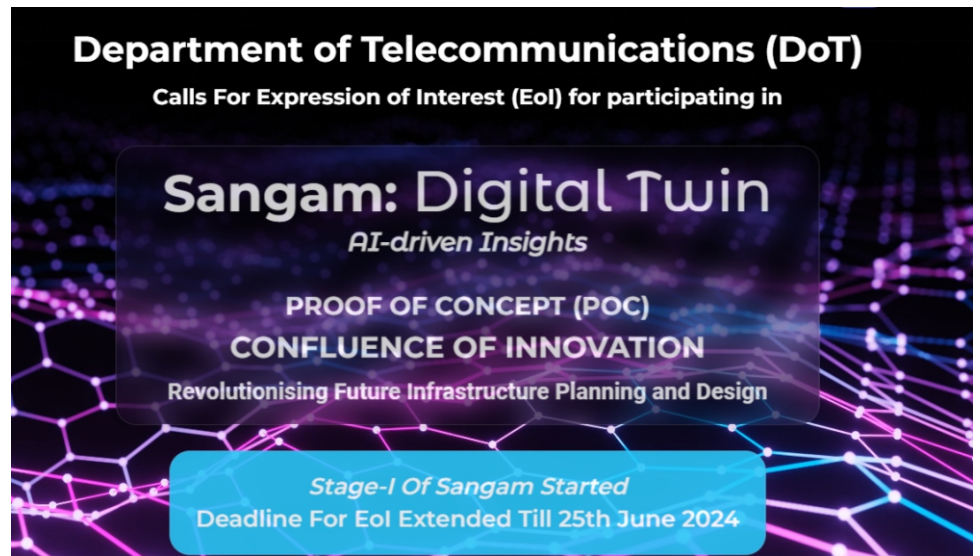 Department of Telecommunications (DoT)
Calls For Expression of Interest (EoI) for participating in
Sangam: Digital Twin
AI-driven Insights
PROOF OF CONCEPT (POC)
CONFLUENCE OF INNOVATION
Revolutionising Future Infrastructure Planning and Design
Stage-I Of Sangam Started
Deadline For EoI Extended Till 25th June 2024